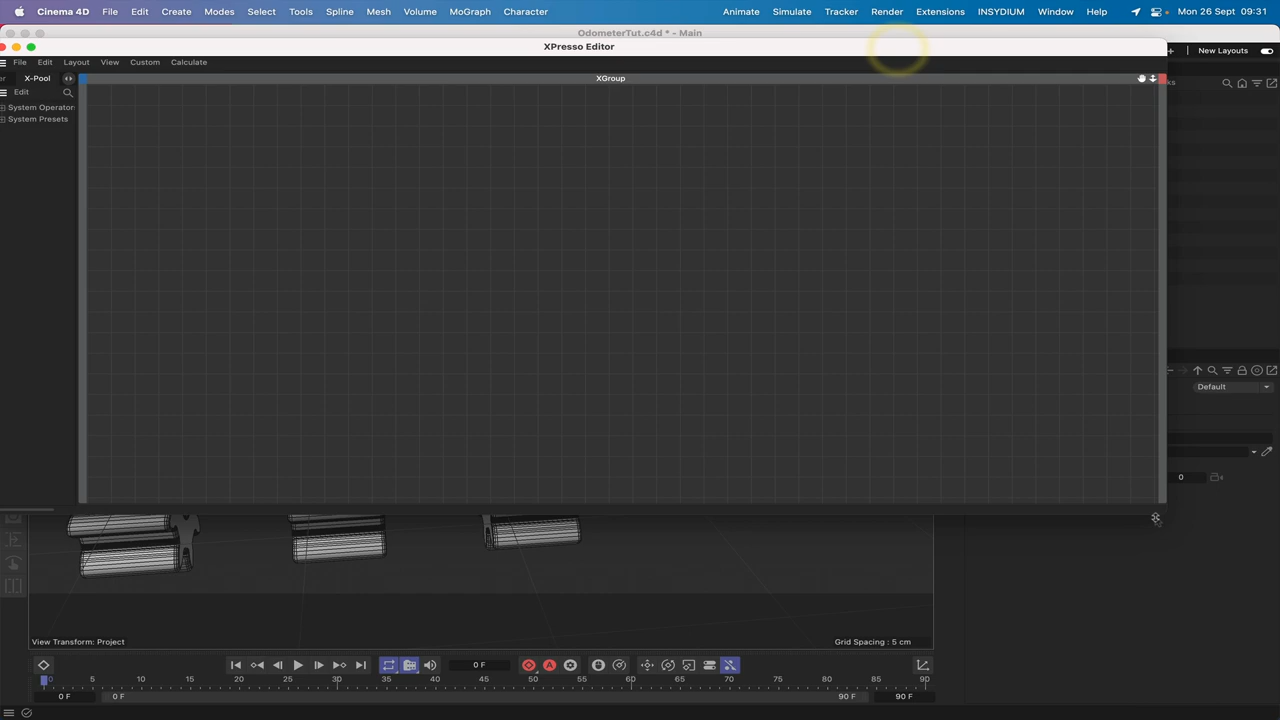 Cinema 4D File Edit Create Modes Select Tools Spline Mesh Volume MoGraph Character Animate Simulate Tracker Render Extensions INSYDIUM Window Help Mon 26 Sept 09:31
OdometerTut.c4d * - Main
XPresso Editor
New Layouts
File Edit Layout View Custom Calculate
X-Pool
XGroup
Edit
System Operator
System Presets
Default
0
View Transform: Project
Grid Spacing : 5 cm
0 F
0 5 10 15 20 25 30 35 40 45 50 55 60 65 70 75 80 85 90
0 F 0 F 90 F 90 F